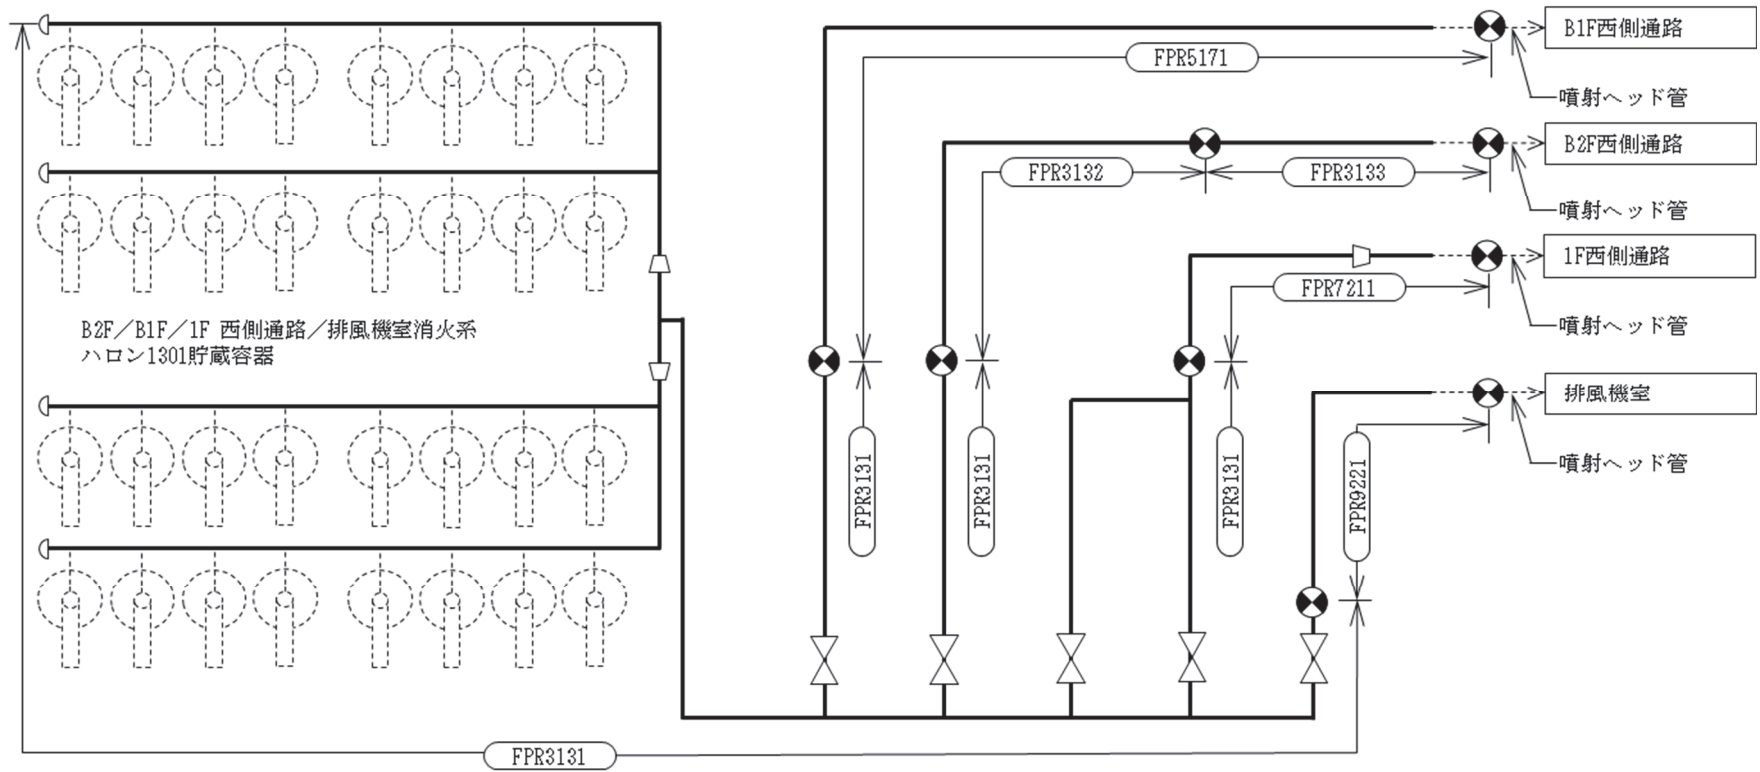 B1F西側通路
FPR5171
噴射ヘッド管
B2F西側通路
FPR3132
FPR3133
噴射ヘッド管
1F西側通路
FPR7211
噴射ヘッド管
B2F／B1F／1F 西側通路／排風機室消火系
ハロン1301貯蔵容器
排風機室
噴射ヘッド管
FPR3131
FPR3131
FPR3131
FPR9221
FPR3131